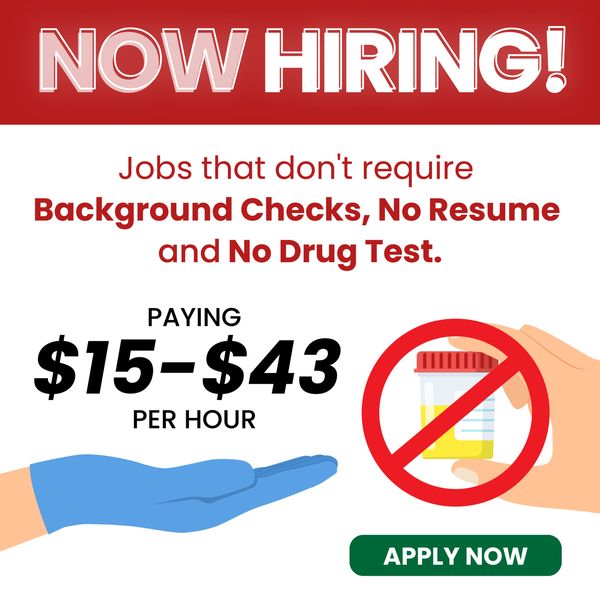 NOW HIRING!
Jobs that don't require
Background Checks, No Resume
and No Drug Test.
PAYING
$15-$43
PER HOUR
APPLY NOW